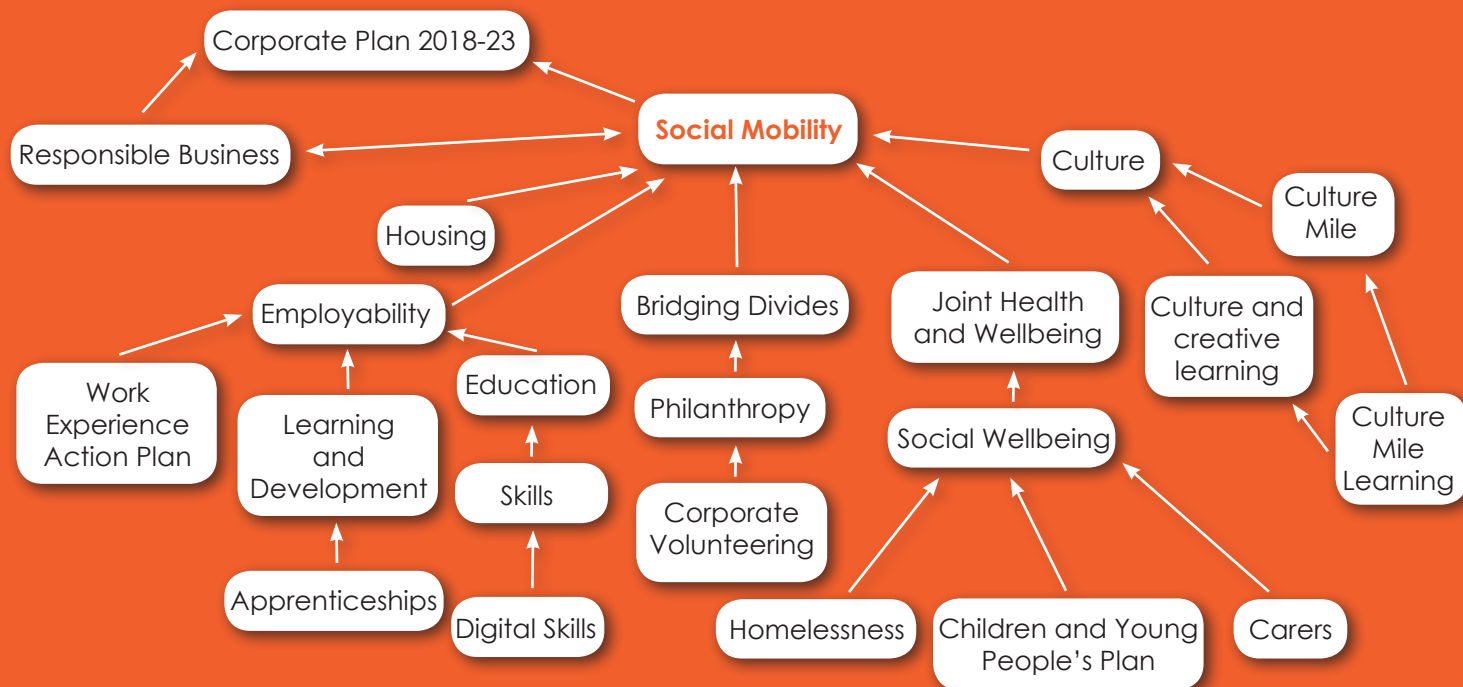 Corporate Plan 2018-23
Social Mobility
Responsible Business
Culture
Culture
Mile
Housing
Employability
Bridging Divides
Joint Health
and Wellbeing
Culture and
creative
learning
Work
Experience
Action Plan
Learning
and
Development
Education
Philanthropy
Social Wellbeing
Culture
Mile
Learning
Skills
Corporate
Volunteering
Apprenticeships
Digital Skills
Homelessness
Children and Young
People’s Plan
Carers